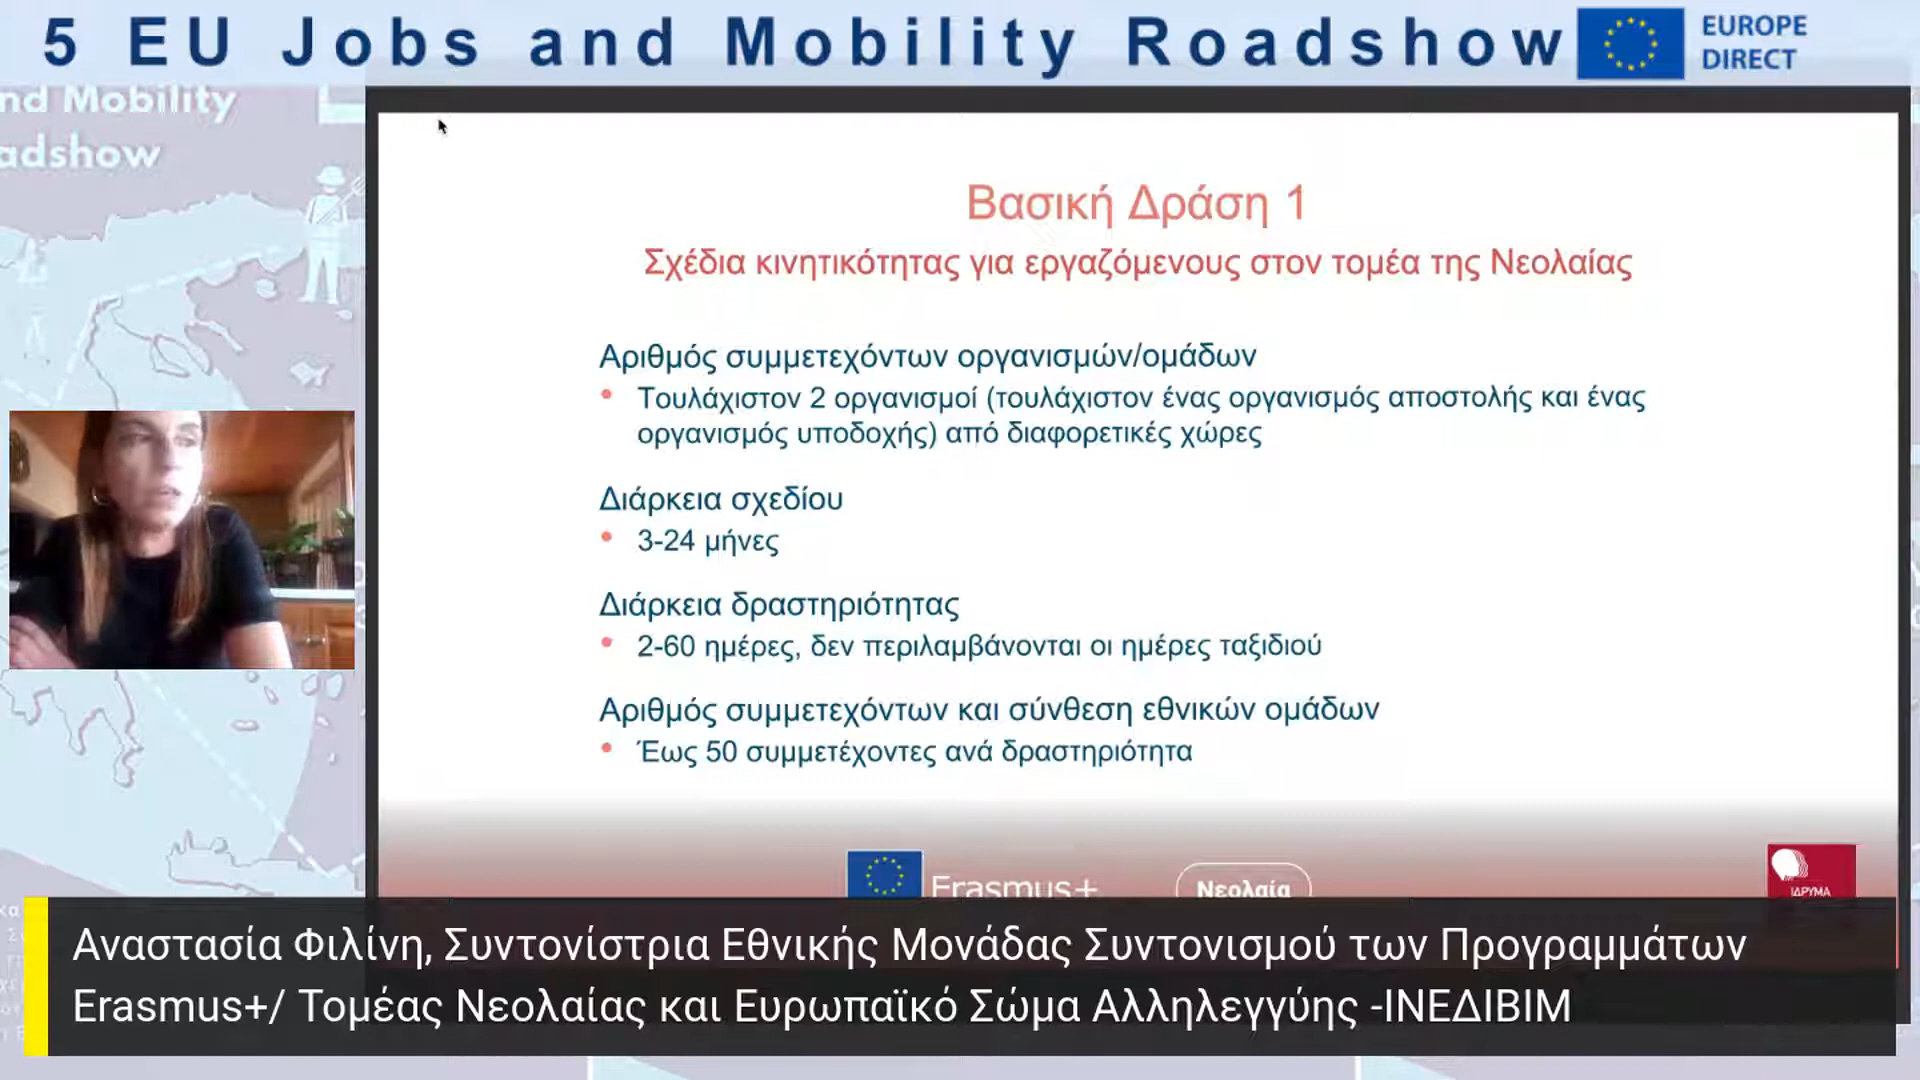 5 EU Jobs and Mobility Roadshow
EUROPE
DIRECT
nd Mobility
adshow
Βασική Δράση 1
Σχέδια κινητικότητας για εργαζόμενους στον τομέα της Νεολαίας
Αριθμός συμμετεχόντων οργανισμών/ομάδων
• Τουλάχιστον 2 οργανισμοί (τουλάχιστον ένας οργανισμός αποστολής και ένας
οργανισμός υποδοχής) από διαφορετικές χώρες
Διάρκεια σχεδίου
• 3-24 μήνες
Διάρκεια δραστηριότητας
• 2-60 ημέρες, δεν περιλαμβάνονται οι ημέρες ταξιδιού
Αριθμός συμμετεχόντων και σύνθεση εθνικών ομάδων
• Έως 50 συμμετέχοντες ανά δραστηριότητα
Erasmus+
Νεολαία
ΙΔΡΥΜΑ
Αναστασία Φιλίνη, Συντονίστρια Εθνικής Μονάδας Συντονισμού των Προγραμμάτων
Erasmus+/ Τομέας Νεολαίας και Ευρωπαϊκό Σώμα Αλληλεγγύης -ΙΝΕΔΙΒΙΜ